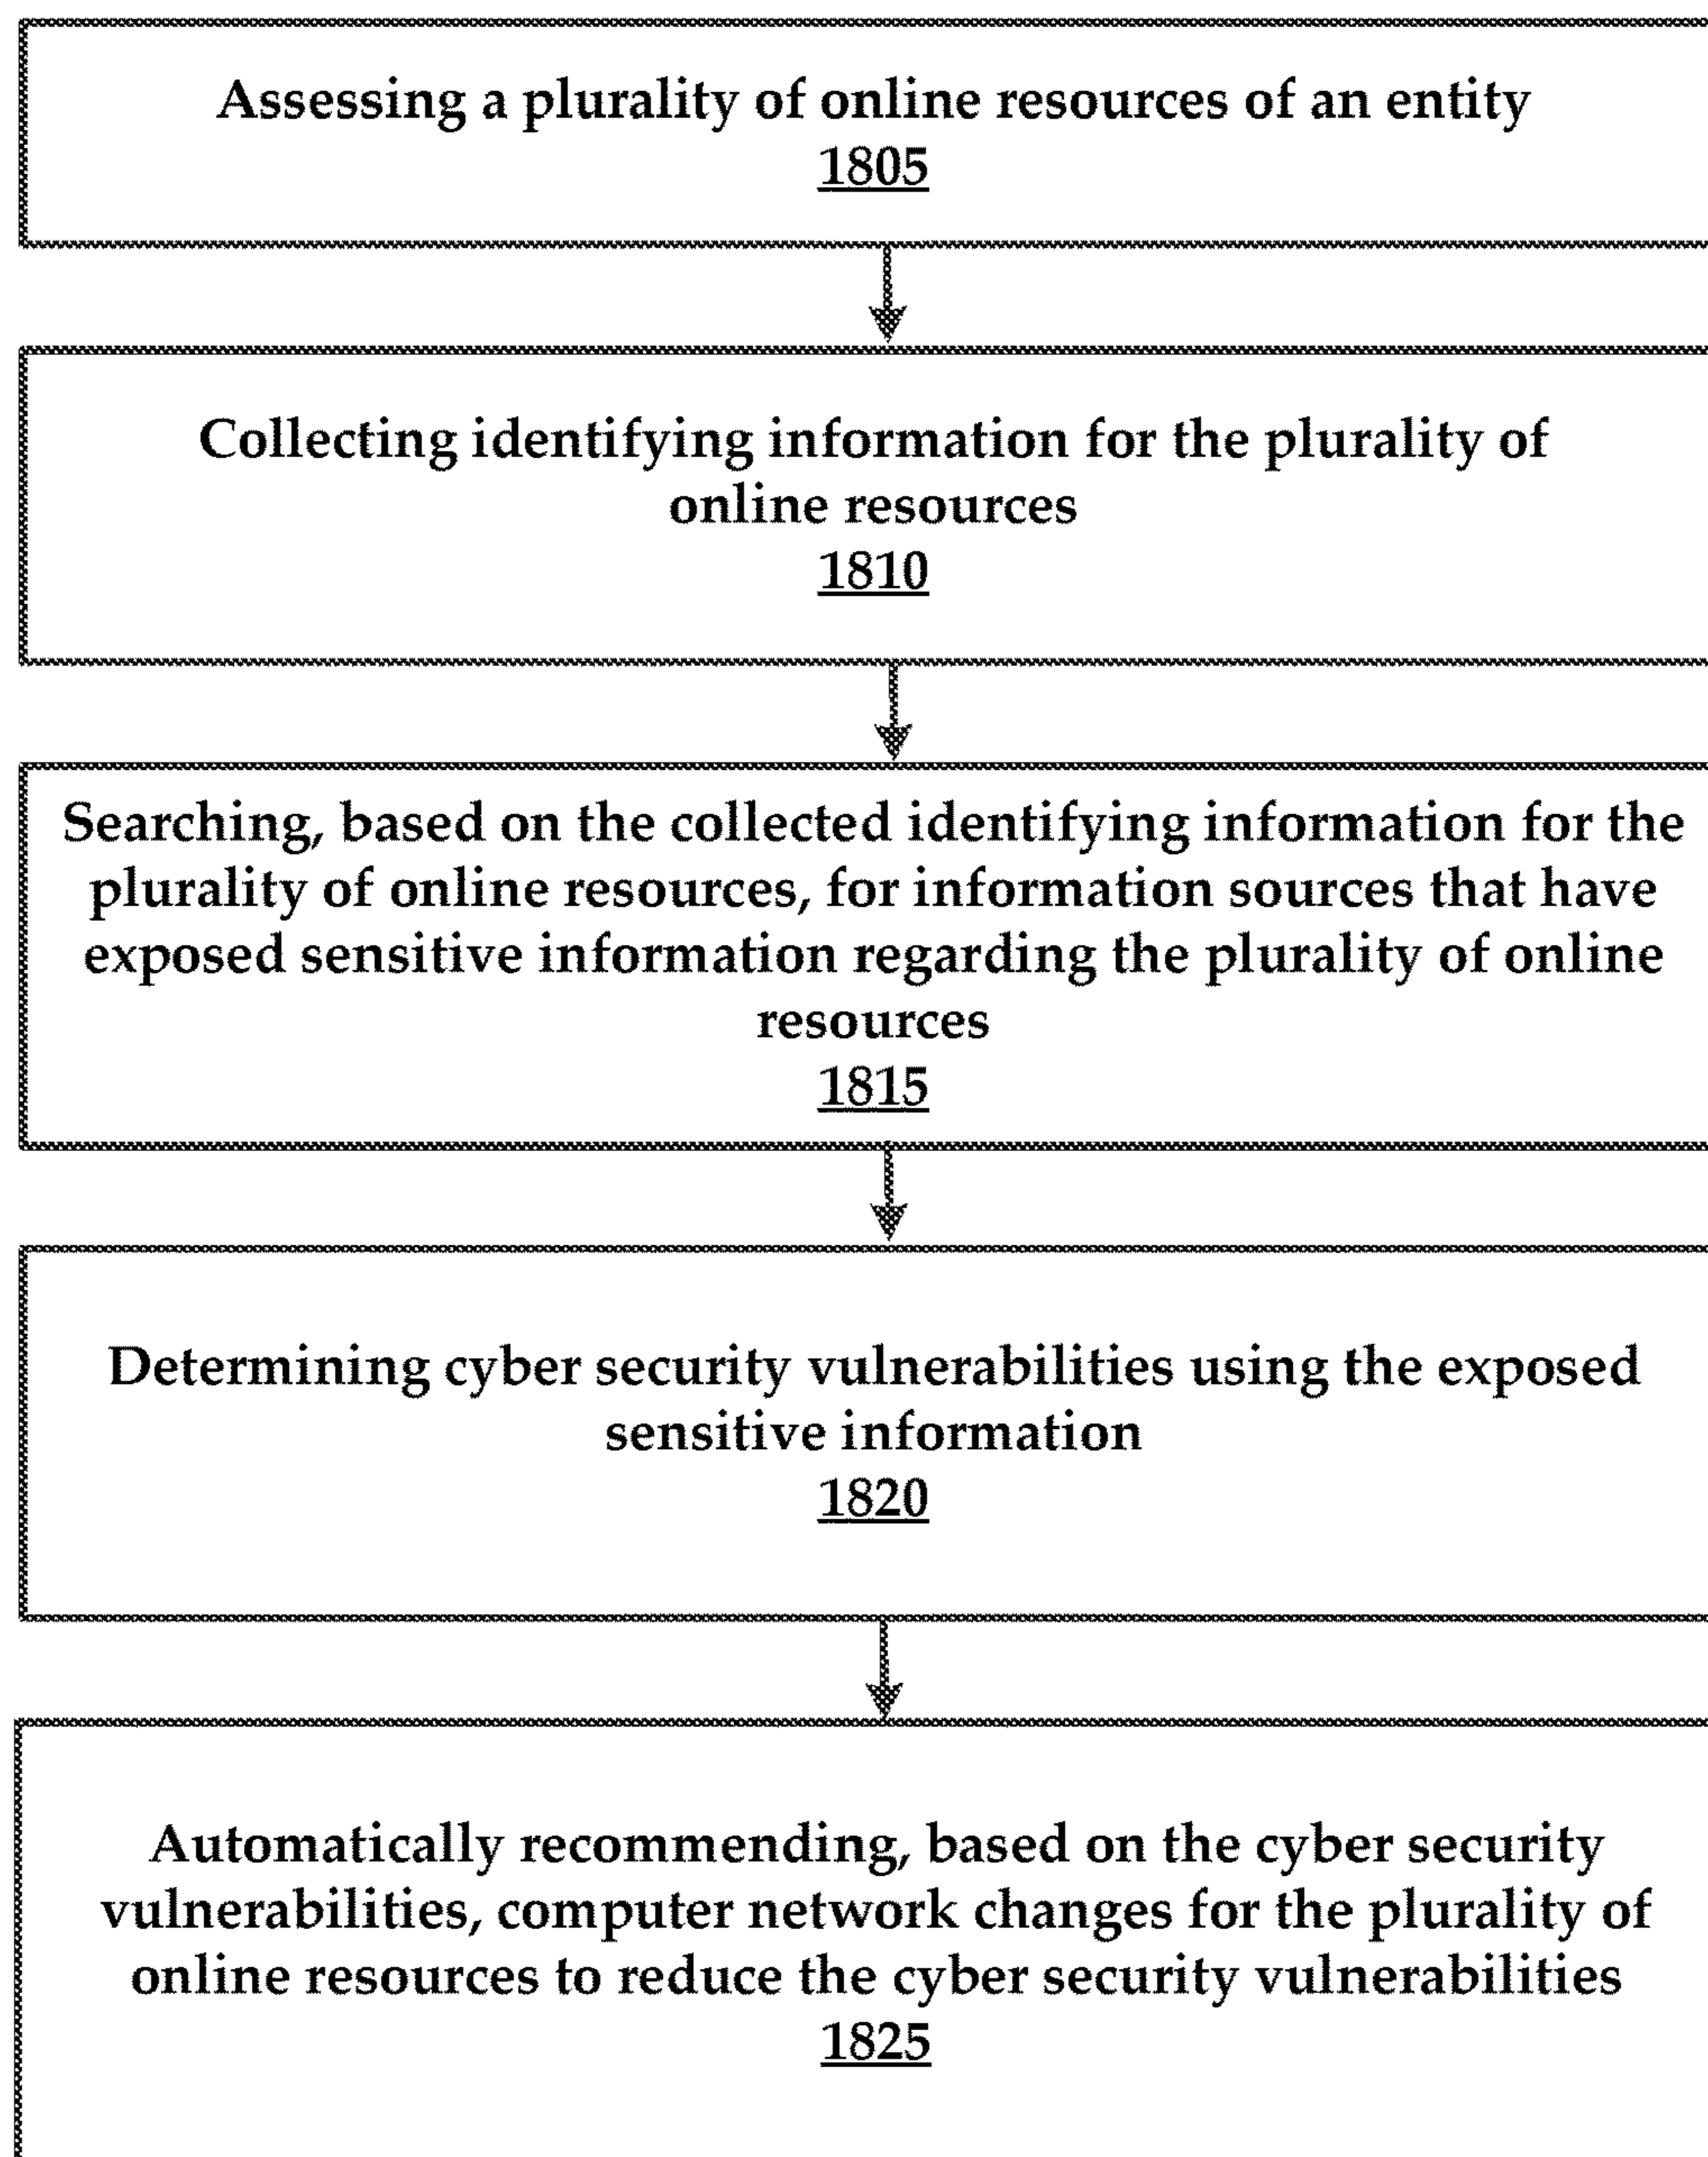 Assessing a plurality of online resources of an entity
1805
Collecting identifying information for the plurality of
online resources
1810
Searching, based on the collected identifying information for the
plurality of online resources, for information sources that have
exposed sensitive information regarding the plurality of online
resources
1815
Determining cyber security vulnerabilities using the exposed
sensitive information
1820
Automatically recommending, based on the cyber security
vulnerabilities, computer network changes for the plurality of
online resources to reduce the cyber security vulnerabilities
1825